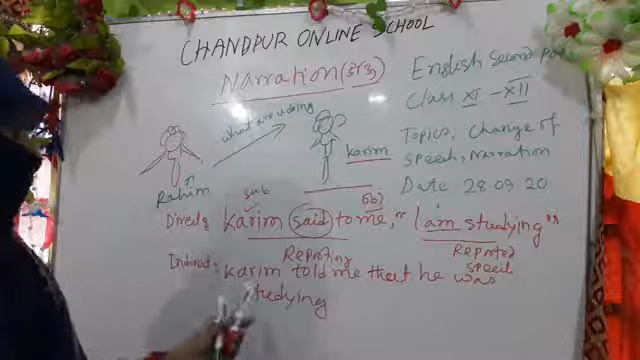 CHANDPUR ONLINE SCHOOL
Narration (উক্তি)
English Second Pa
Class XI - XII
Topics, Change of
speech, Narration
Date 28.09 20
what are u doing
Rahim
karim
sub
obj
Direct: karim said to me, "I am studying"
Reporting
Reported
speech
Indirect: karim told me that he was
studying